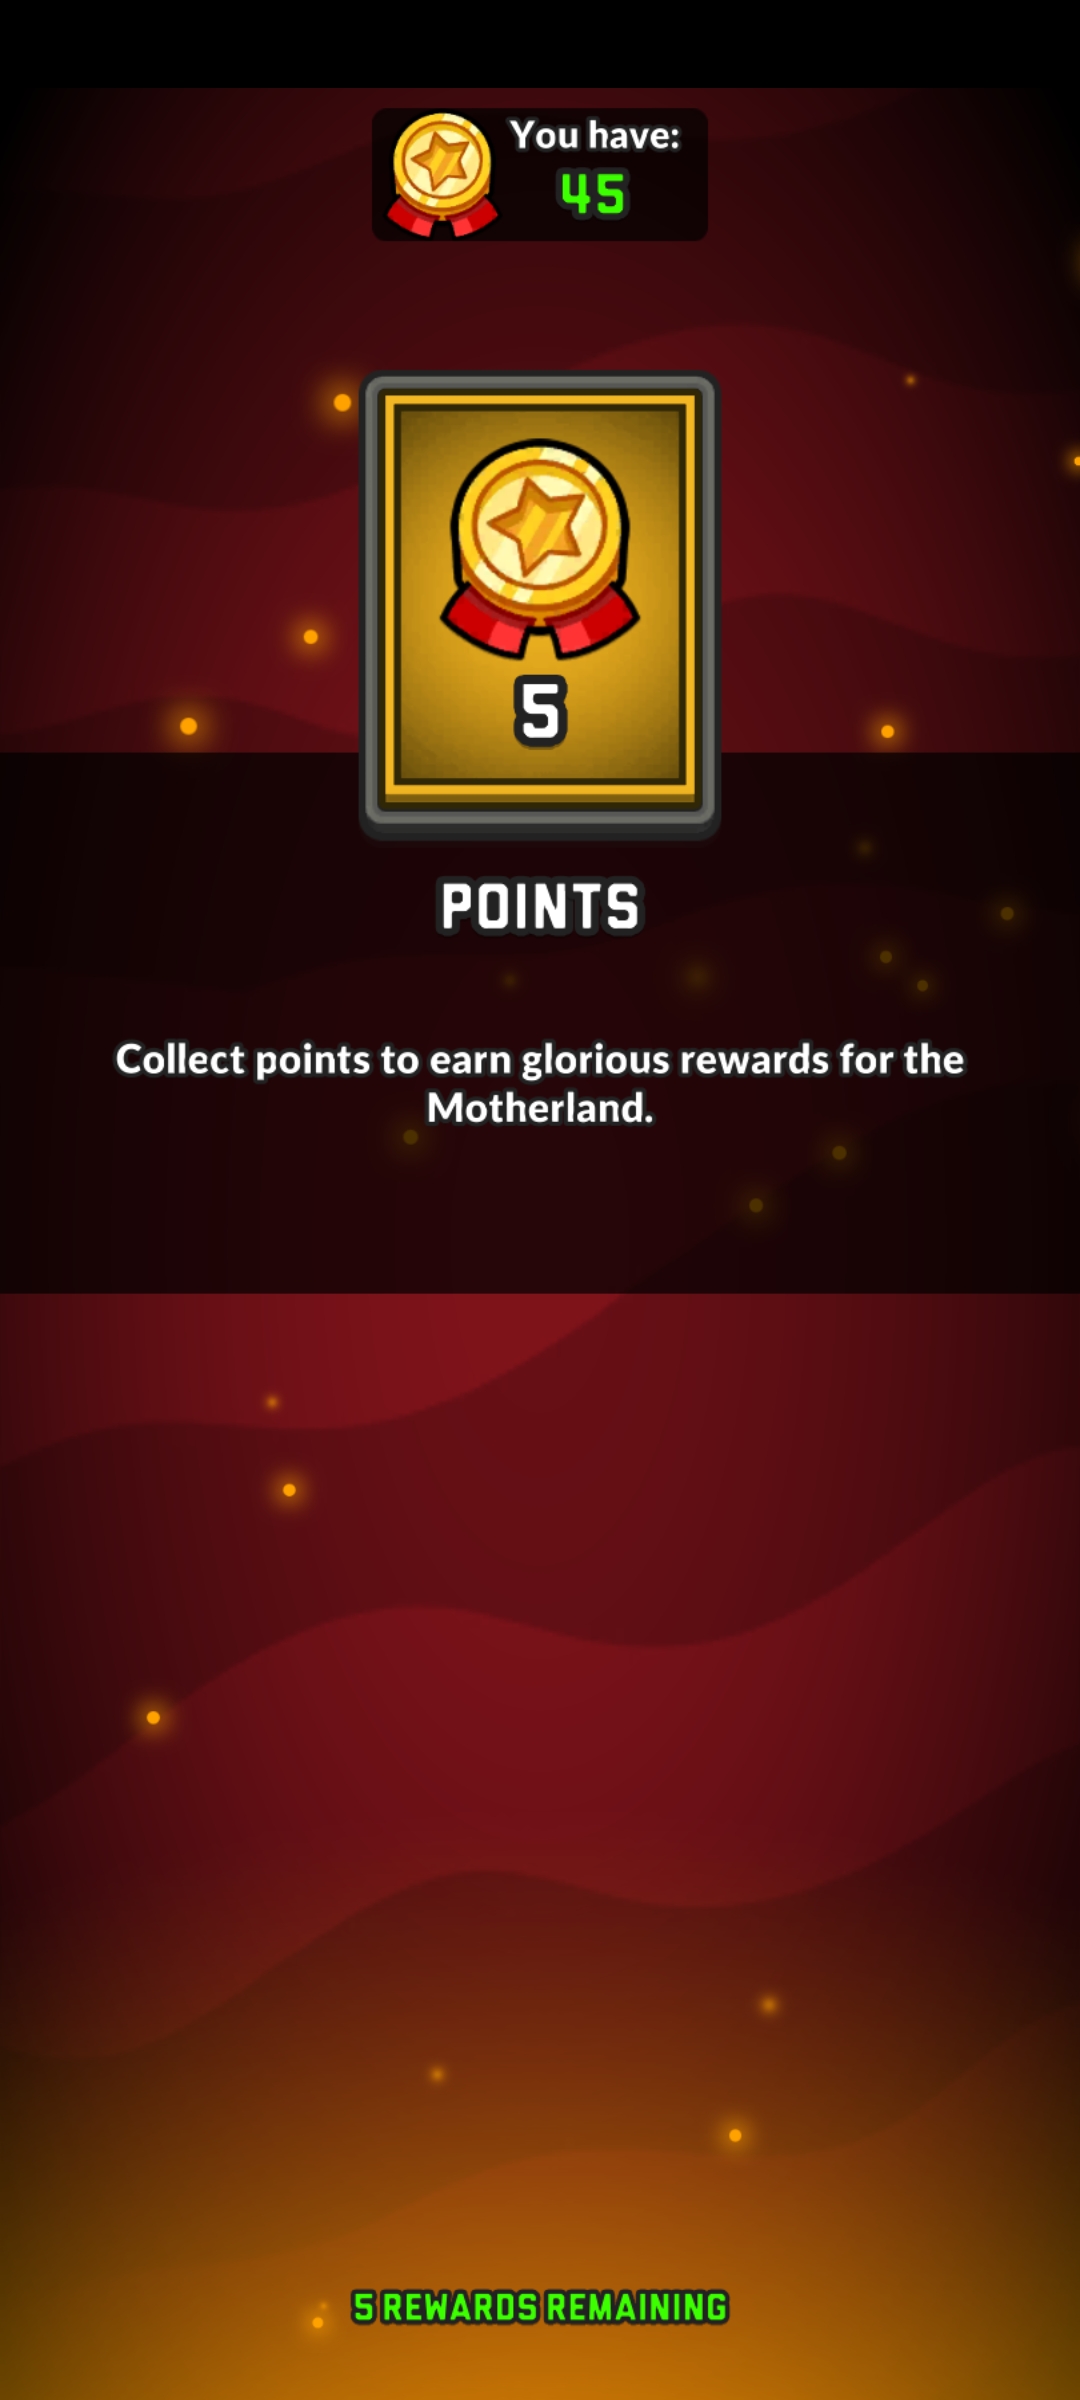 You have:
45
5
POINTS
Collect points to earn glorious rewards for the
Motherland.
5 REWARDS REMAINING